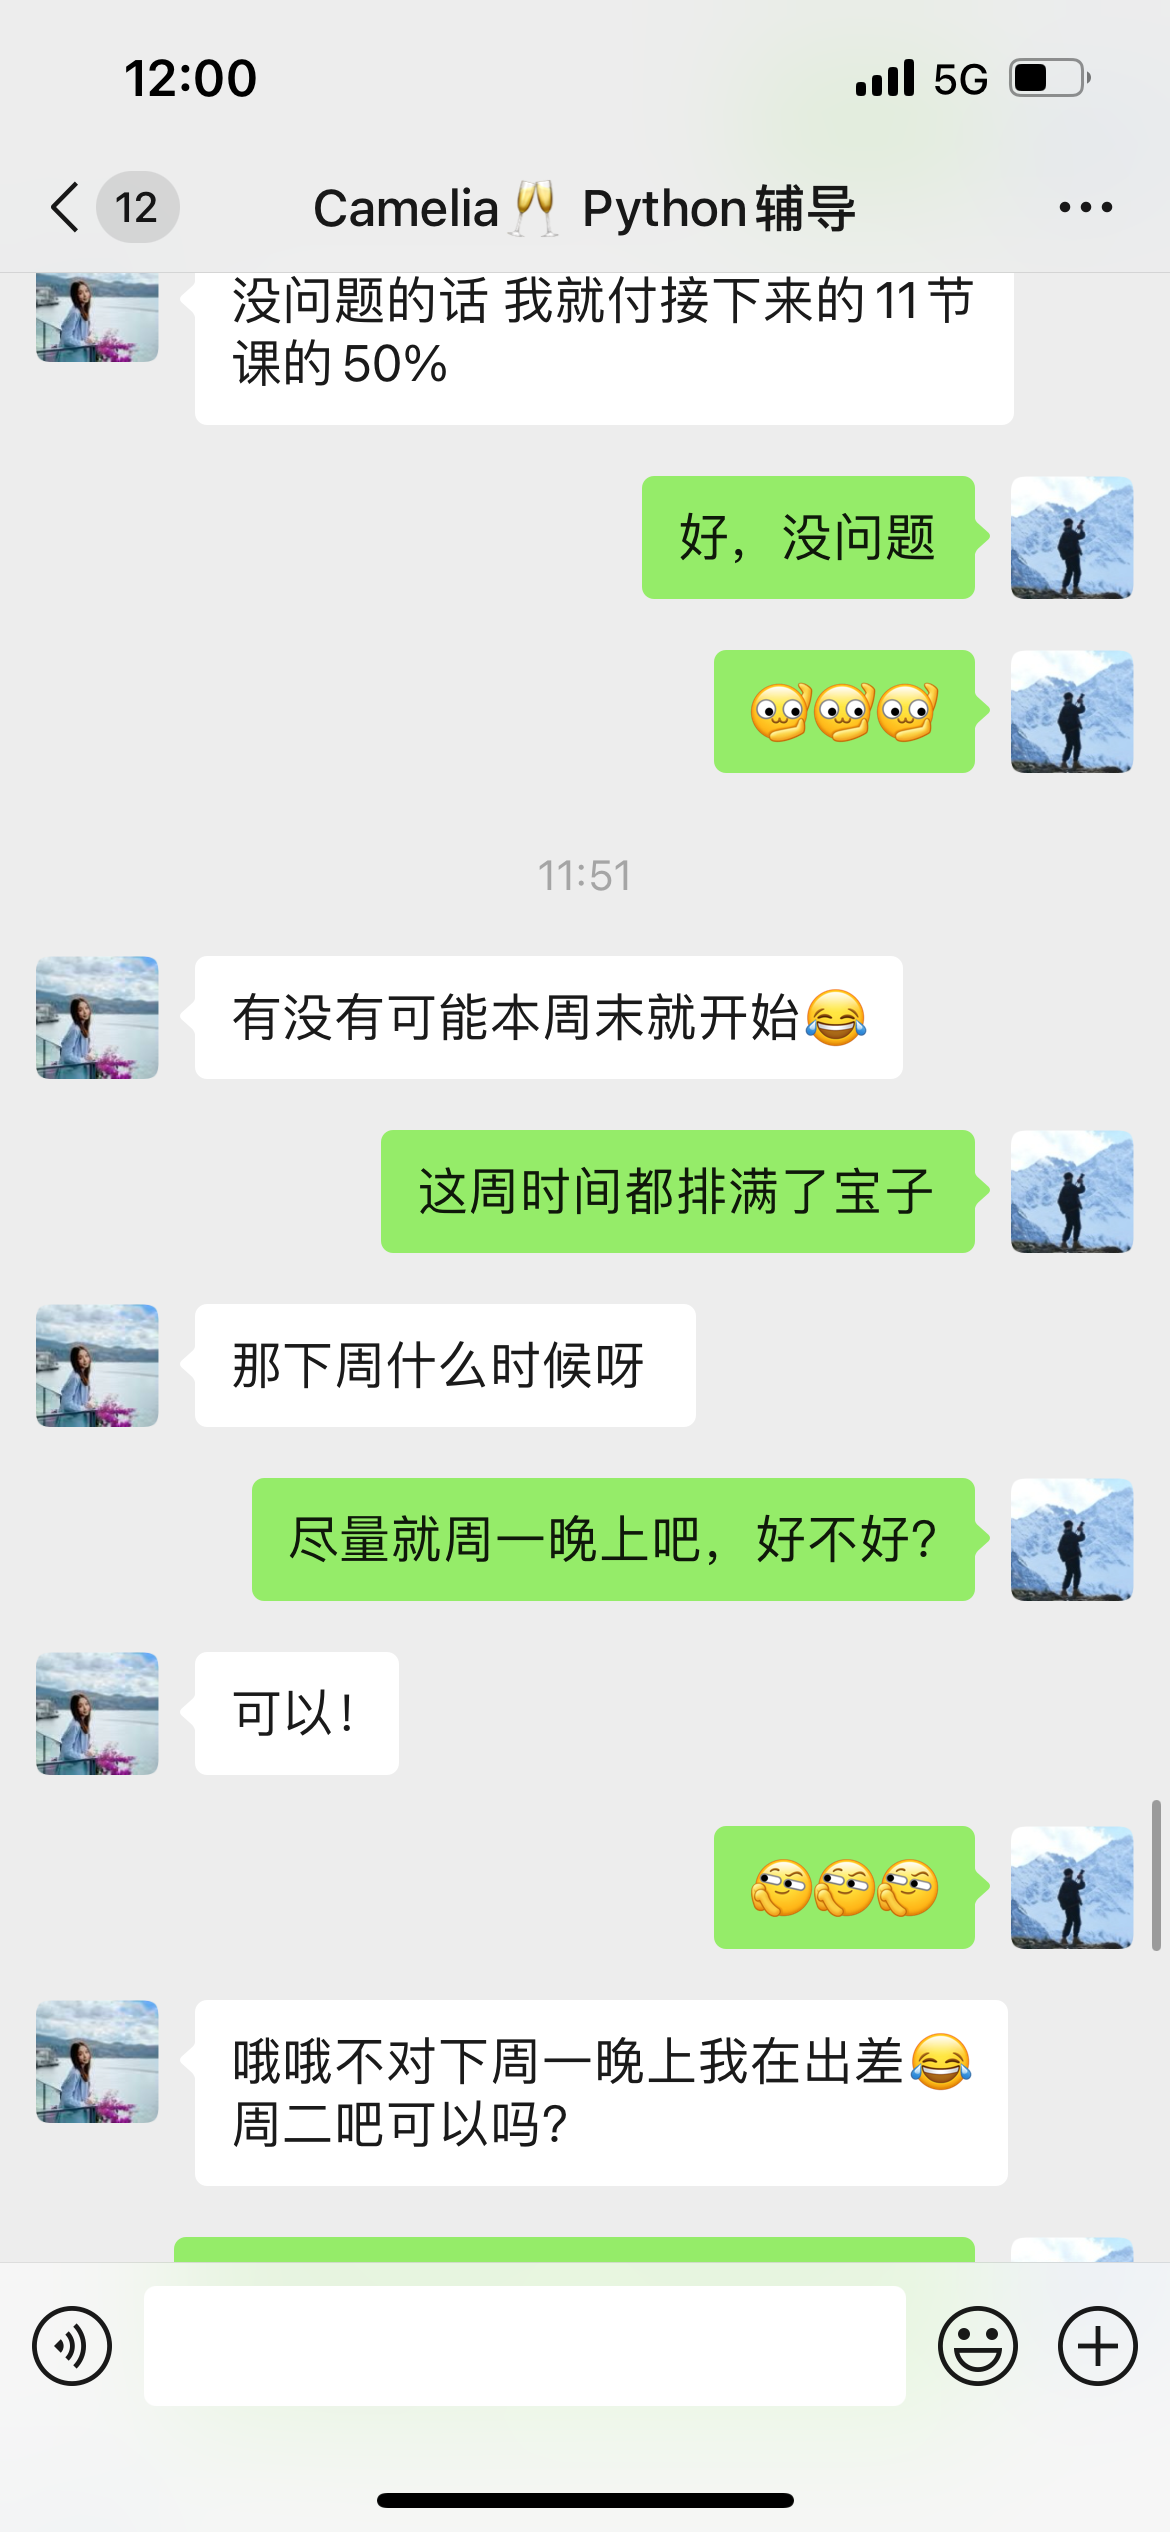 12:00
5G
12
Camelia🥂 Python辅导
没问题的话 我就付接下来的11节
课的50%
好，没问题
11:51
有没有可能本周末就开始😂
这周时间都排满了宝子
那下周什么时候呀
尽量就周一晚上吧，好不好?
可以！
哦哦不对下周一晚上我在出差😂
周二吧可以吗?